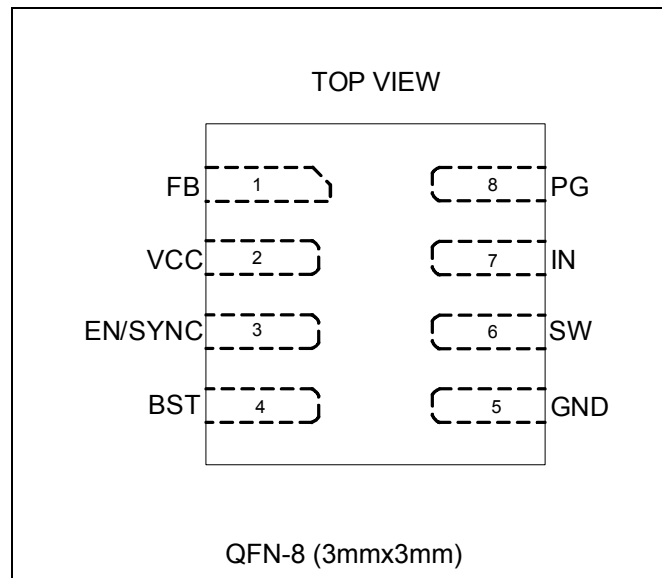 TOP VIEW
FB 1 8 PG
VCC 2 7 IN
EN/SYNC 3 6 SW
BST 4 5 GND
QFN-8 (3mmx3mm)